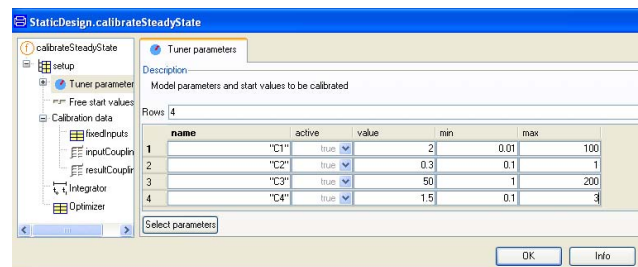 StaticDesign.calibrateSteadyState
calibrateSteadyState
setup
Tuner parameter
Free start values
Calibration data
fixedInputs
inputCouplin
resultCouplin
Integrator
Optimizer
Tuner parameters
Description
Model parameters and start values to be calibrated
Rows 4
name active value min max
1 "C1" true 2 0.01 100
2 "C2" true 0.3 0.1 1
3 "C3" true 50 1 200
4 "C4" true 1.5 0.1 3
Select parameters
OK Info